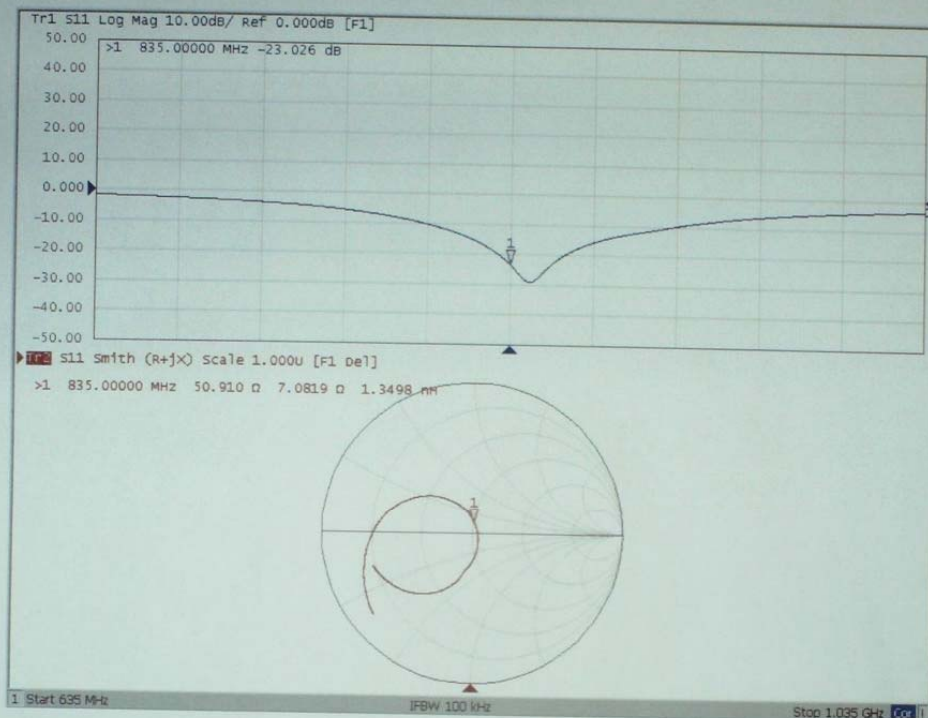 Tr1 S11 Log Mag 10.00dB/ Ref 0.000dB [F1]
50.00
>1 835.00000 MHz -23.026 dB
40.00
30.00
20.00
10.00
0.000
-10.00
-20.00
1
-30.00
-40.00
-50.00
Tr2 S11 Smith (R+jX) Scale 1.000U [F1 Del]
>1 835.00000 MHz 50.910 Ω 7.0819 Ω 1.3498 nH
1
1 Start 635 MHz IFBW 100 kHz Stop 1.035 GHz Cor